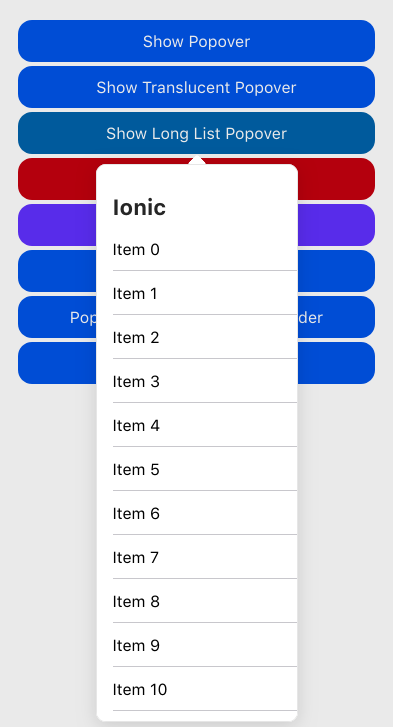 Show Popover
Show Translucent Popover
Show Long List Popover
Ionic
Item 0
Item 1
Item 2
Item 3
Item 4
Item 5
Item 6
Item 7
Item 8
Item 9
Item 10